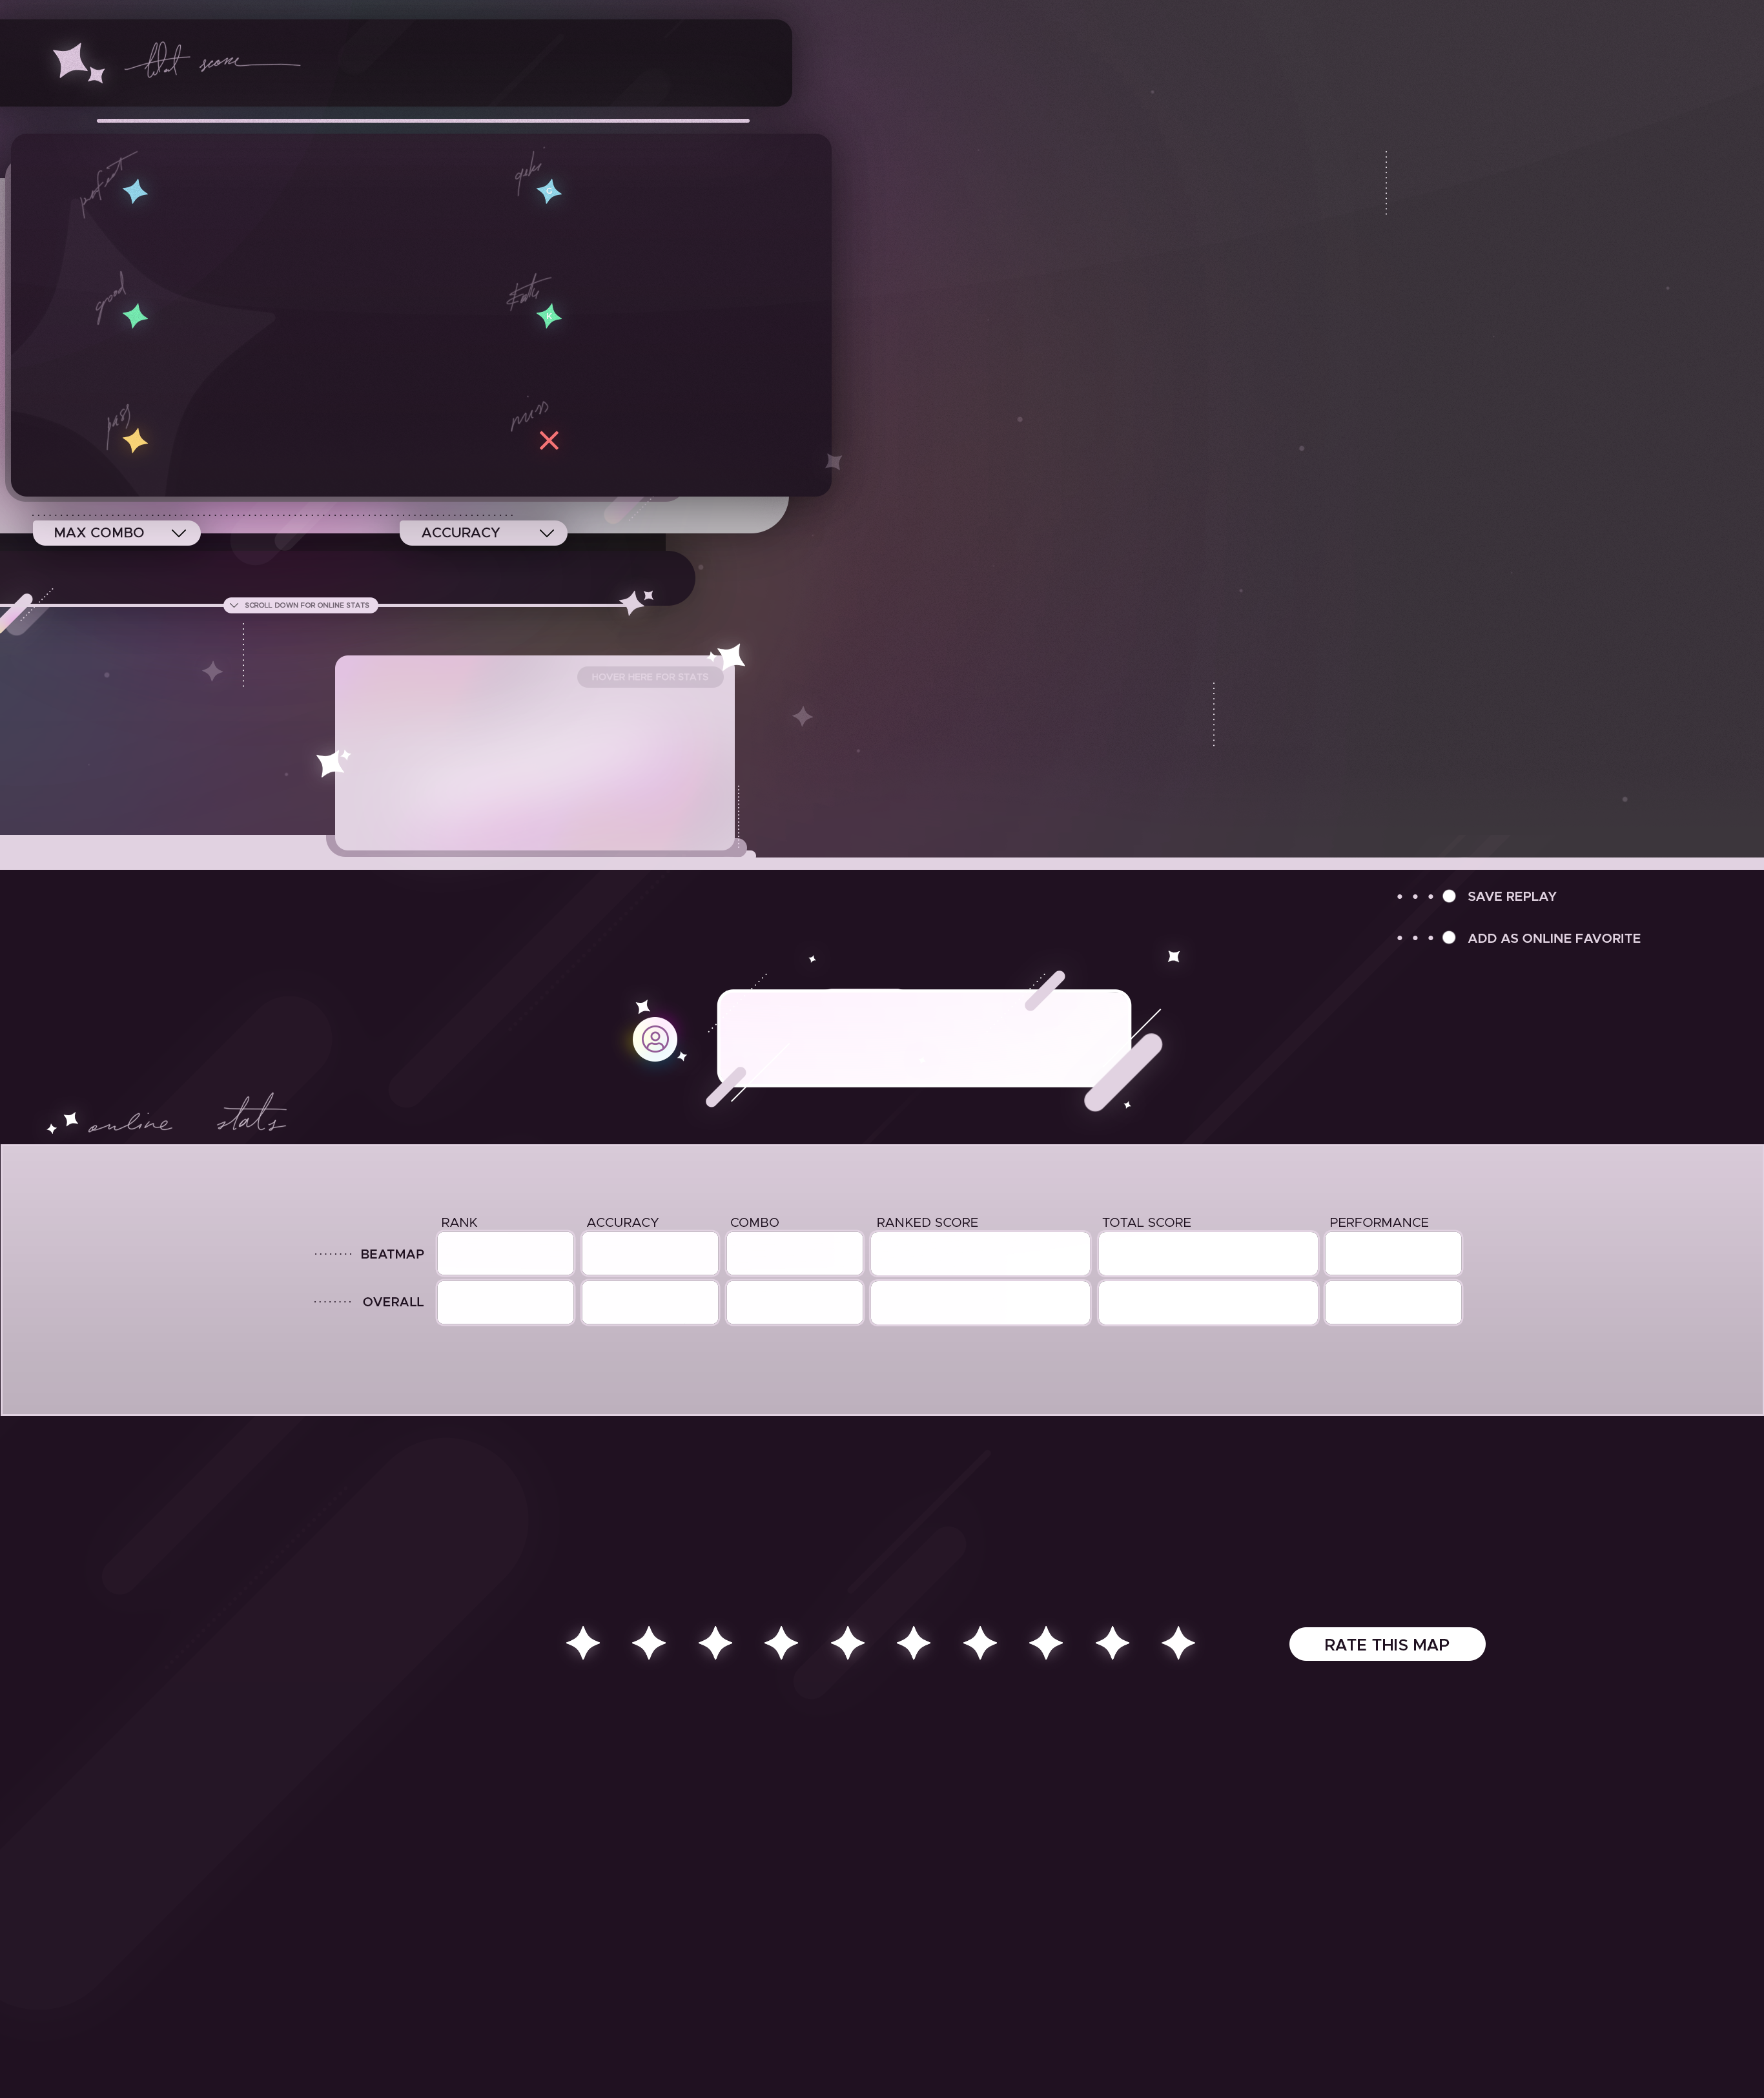 total score
perfect
geki
G
good
Katu
K
pass
miss
MAX COMBO
ACCURACY
SCROLL DOWN FOR ONLINE STATS
HOVER HERE FOR STATS
SAVE REPLAY
ADD AS ONLINE FAVORITE
online stats
RANK ACCURACY COMBO RANKED SCORE TOTAL SCORE PERFORMANCE
BEATMAP
OVERALL
RATE THIS MAP